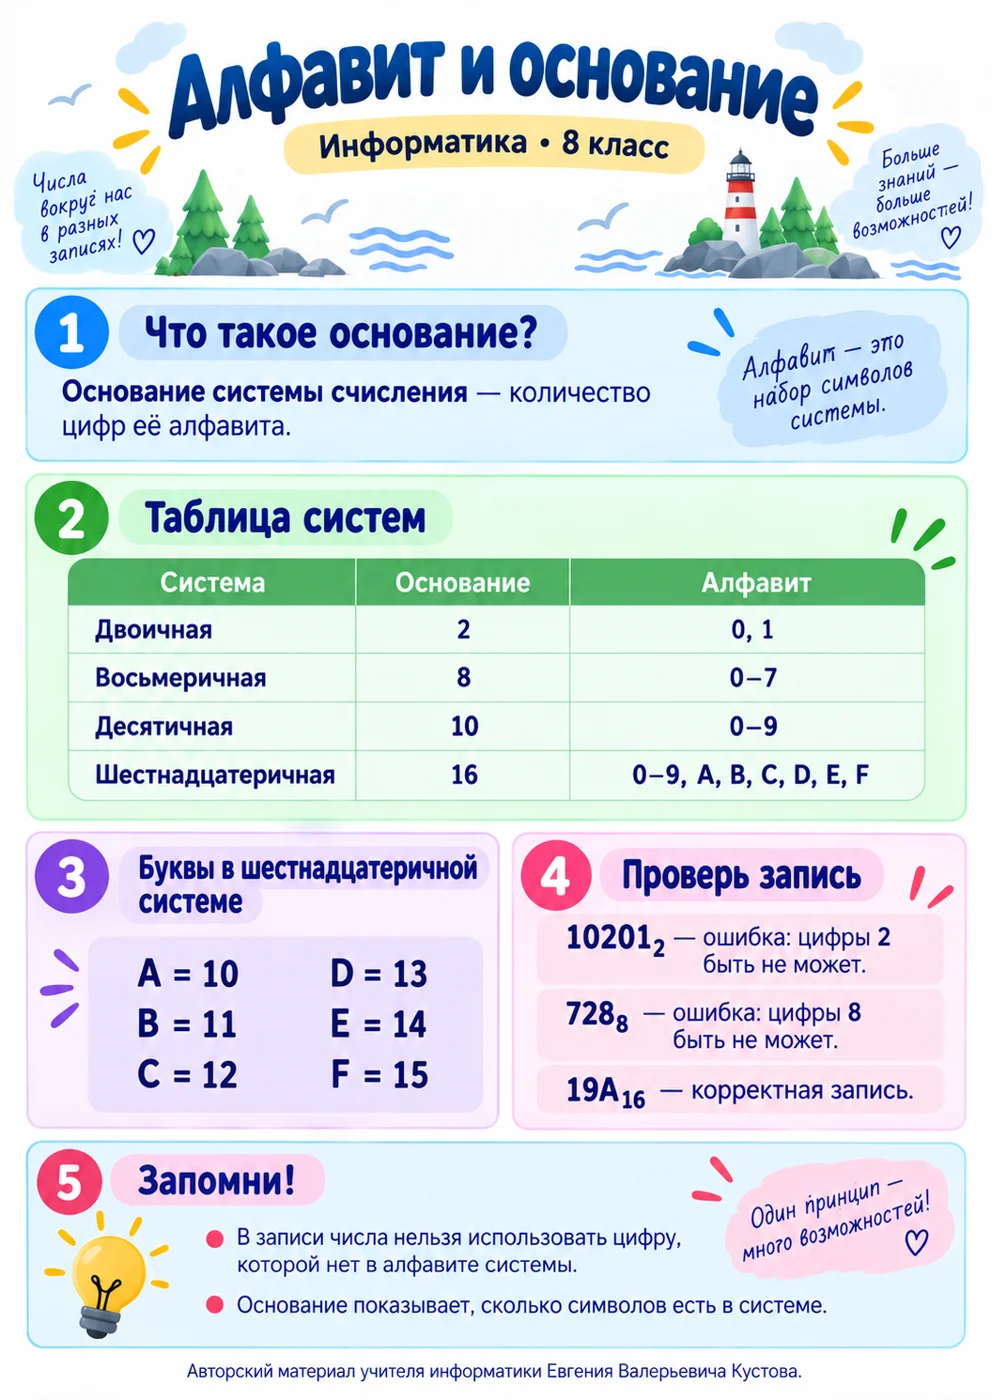 Алфавит и основание
Информатика • 8 класс
Числа
вокруг нас
в разных
записях! ♡
Больше
знаний —
больше
возможностей!
♡
1 Что такое основание?
Основание системы счисления — количество
цифр её алфавита.
Алфавит — это
набор символов
системы.
2 Таблица систем
Система Основание Алфавит
Двоичная 2 0, 1
Восьмеричная 8 0–7
Десятичная 10 0–9
Шестнадцатеричная 16 0–9, A, B, C, D, E, F
3 Буквы в шестнадцатеричной
системе
A = 10 D = 13
B = 11 E = 14
C = 12 F = 15
4 Проверь запись
10201₂ — ошибка: цифры 2
быть не может.
728₈ — ошибка: цифры 8
быть не может.
19A₁₆ — корректная запись.
5 Запомни!
В записи числа нельзя использовать цифру,
которой нет в алфавите системы.
Основание показывает, сколько символов есть в системе.
Один принцип —
много возможностей!
♡
Авторский материал учителя информатики Евгения Валерьевича Кустова.